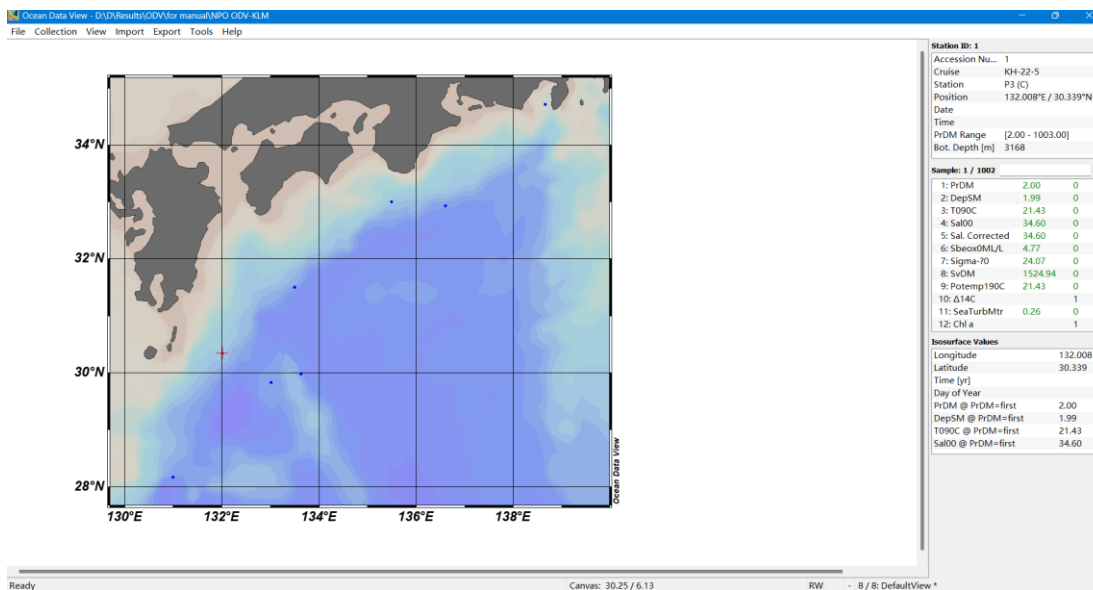 Ocean Data View - D:\D\Results\ODV\for manual\NPO ODV-KLM
File Collection View Import Export Tools Help
34°N
32°N
30°N
28°N
130°E 132°E 134°E 136°E 138°E
Ocean Data View
Station ID: 1
Accession Nu... 1
Cruise KH-22-5
Station P3 (C)
Position 132.008°E / 30.339°N
Date
Time
PrDM Range [2.00 - 1003.00]
Bot. Depth [m] 3168
Sample: 1 / 1002
1: PrDM 2.00 0
2: DepSM 1.99 0
3: T090C 21.43 0
4: Sal00 34.60 0
5: Sal. Corrected 34.60 0
6: Sbeox0ML/L 4.77 0
7: Sigma-?0 24.07 0
8: SvDM 1524.94 0
9: Potemp190C 21.43 0
10: Δ14C 1
11: SeaTurbMtr 0.26 0
12: Chl a 1
Isosurface Values
Longitude 132.008
Latitude 30.339
Time [yr]
Day of Year
PrDM @ PrDM=first 2.00
DepSM @ PrDM=first 1.99
T090C @ PrDM=first 21.43
Sal00 @ PrDM=first 34.60
Ready Canvas: 30.25 / 6.13 RW - 8 / 8: DefaultView *